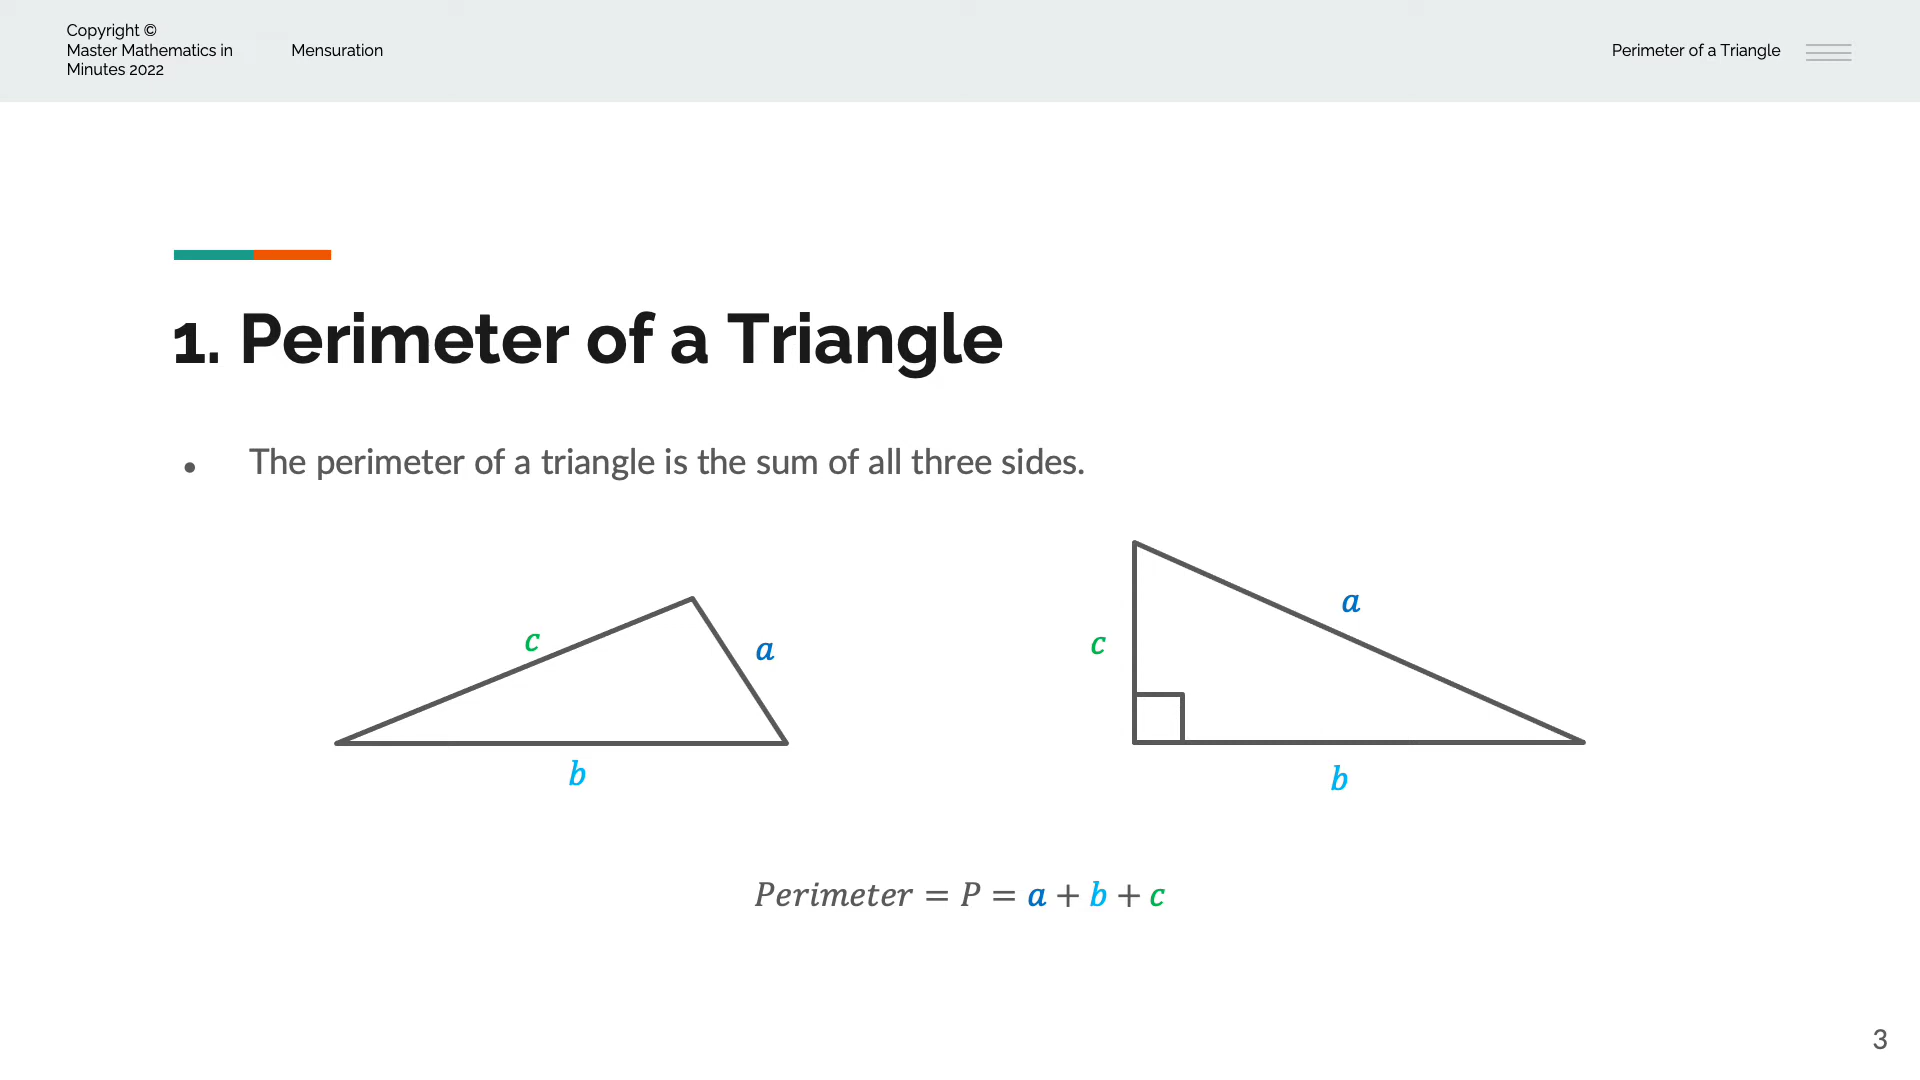 Copyright ©
Master Mathematics in
Minutes 2022
Mensuration
Perimeter of a Triangle
1. Perimeter of a Triangle
• The perimeter of a triangle is the sum of all three sides.
c
a
b
a
c
b
Perimeter = P = a + b + c
3